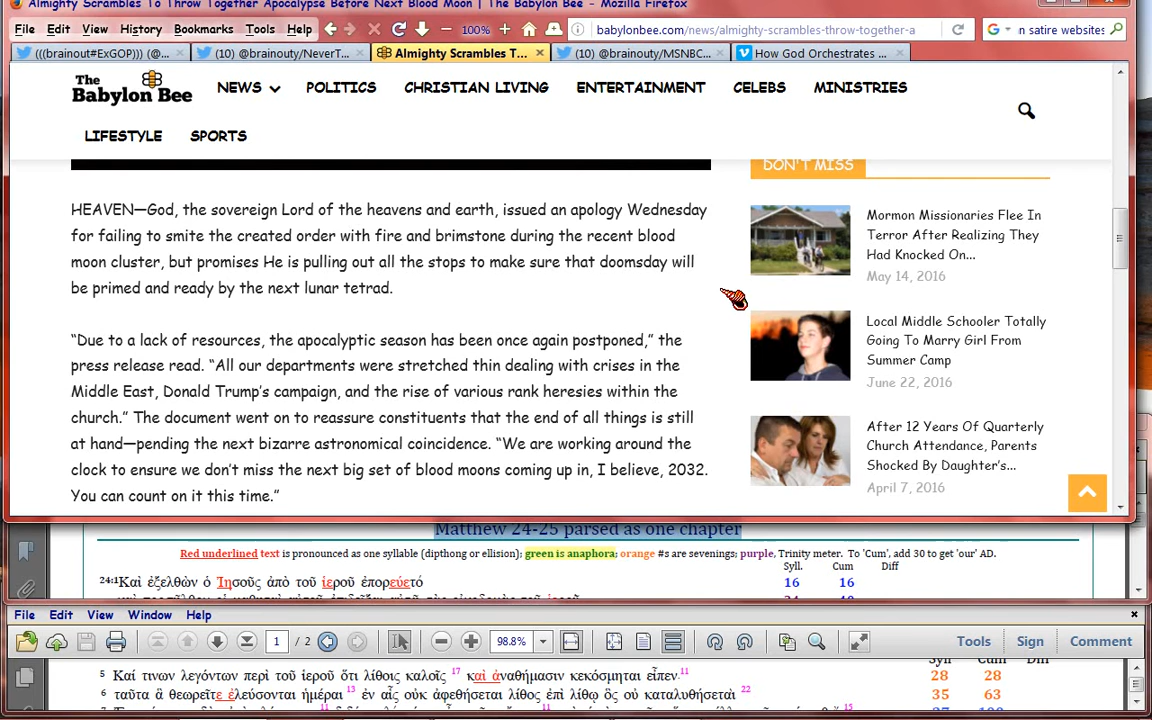 Almighty Scrambles To Throw Together Apocalypse Before Next Blood Moon | The Babylon Bee - Mozilla Firefox
File Edit View History Bookmarks Tools Help 100% babylonbee.com/news/almighty-scrambles-throw-together-a n satire websites
(((brainout#ExGOP))) (@... (10) @brainouty/NeverT... Almighty Scrambles T... (10) @brainouty/MSNBC... How God Orchestrates ...
The Babylon Bee
NEWS POLITICS CHRISTIAN LIVING ENTERTAINMENT CELEBS MINISTRIES
LIFESTYLE SPORTS
HEAVEN—God, the sovereign Lord of the heavens and earth, issued an apology Wednesday
for failing to smite the created order with fire and brimstone during the recent blood
moon cluster, but promises He is pulling out all the stops to make sure that doomsday will
be primed and ready by the next lunar tetrad.
“Due to a lack of resources, the apocalyptic season has been once again postponed,” the
press release read. “All our departments were stretched thin dealing with crises in the
Middle East, Donald Trump’s campaign, and the rise of various rank heresies within the
church.” The document went on to reassure constituents that the end of all things is still
at hand—pending the next bizarre astronomical coincidence. “We are working around the
clock to ensure we don’t miss the next big set of blood moons coming up in, I believe, 2032.
You can count on it this time.”
DON'T MISS
Mormon Missionaries Flee In
Terror After Realizing They
Had Knocked On...
May 14, 2016
Local Middle Schooler Totally
Going To Marry Girl From
Summer Camp
June 22, 2016
After 12 Years Of Quarterly
Church Attendance, Parents
Shocked By Daughter’s...
April 7, 2016
Matthew 24-25 parsed as one chapter
Red underlined text is pronounced as one syllable (dipthong or ellision); green is anaphora; orange #s are sevenings; purple, Trinity meter. To 'Cum', add 30 to get 'our' AD.
Syll. Cum Diff
24:1 Καὶ ἐξελθὼν ὁ Ἰησοῦς ἀπὸ τοῦ ἱεροῦ ἐπορεύετο 16 16
File Edit View Window Help
1 / 2 98.8% Tools Sign Comment
5 Καί τινων λεγόντων περὶ τοῦ ἱεροῦ ὅτι λίθοις καλοῖς 17 καὶ ἀναθήμασιν κεκόσμηται εἶπεν· 11 28 28
6 ταῦτα ἃ θεωρεῖτε ἐλεύσονται ἡμέραι 13 ἐν αἷς οὐκ ἀφεθήσεται λίθος ἐπὶ λίθῳ ὃς οὐ καταλυθήσεται 22 35 63